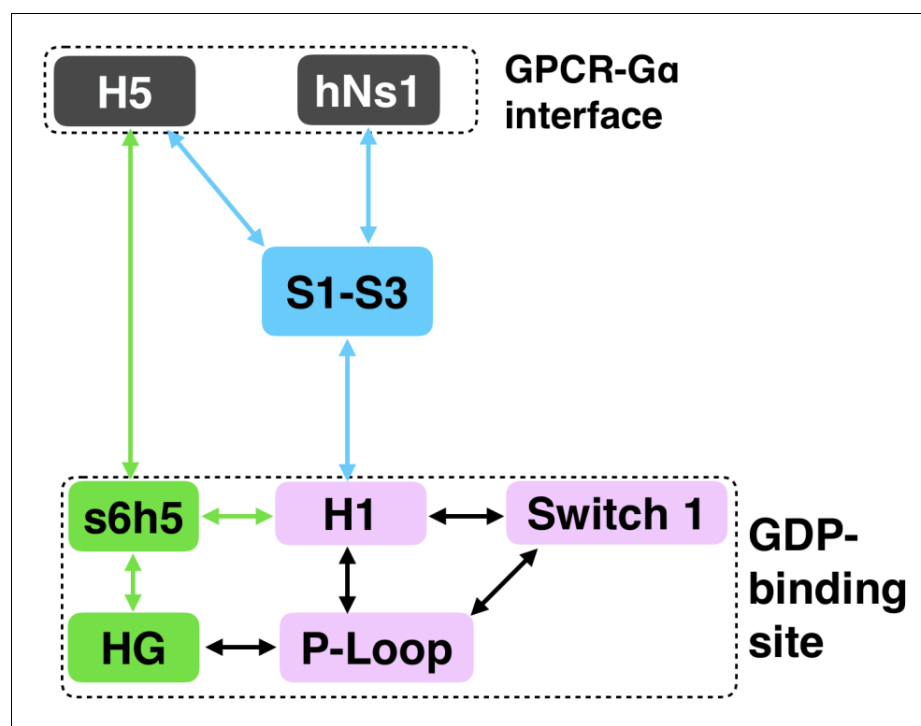 H5
hNs1
GPCR-Gα
interface
S1-S3
s6h5
H1
Switch 1
HG
P-Loop
GDP-
binding
site